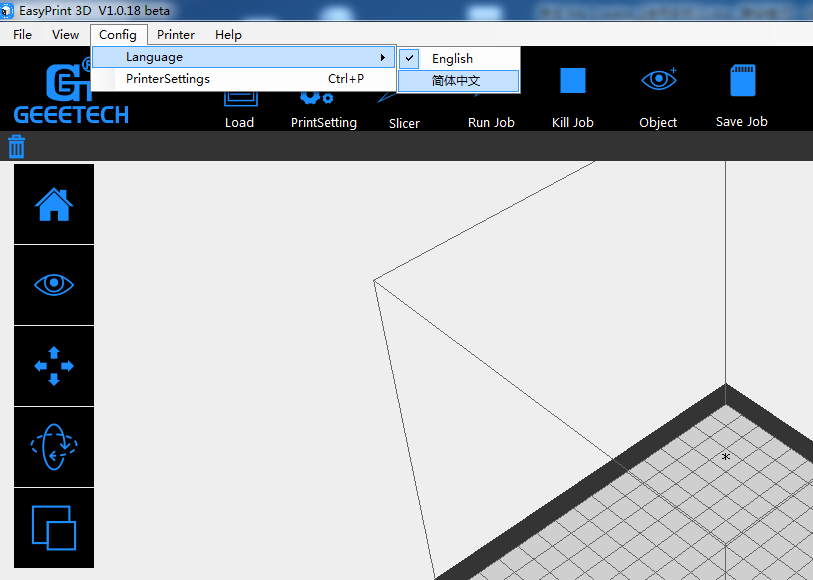 EasyPrint 3D V1.0.18 beta
File View Config Printer Help
Language
English
PrinterSettings Ctrl+P
简体中文
GEEETECH
®
Load PrintSetting Slicer Run Job Kill Job Object Save Job